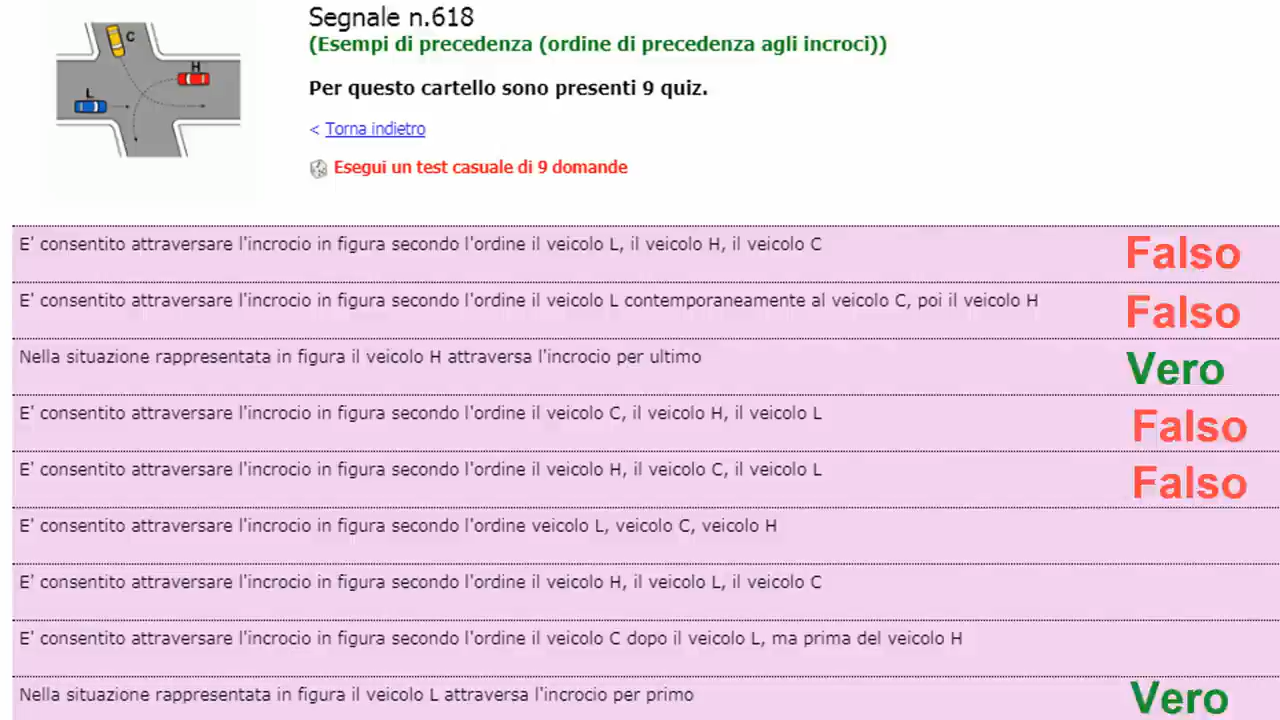 Segnale n.618
(Esempi di precedenza (ordine di precedenza agli incroci))
Per questo cartello sono presenti 9 quiz.
< Torna indietro
Esegui un test casuale di 9 domande
C
H
L
E' consentito attraversare l'incrocio in figura secondo l'ordine il veicolo L, il veicolo H, il veicolo C Falso
E' consentito attraversare l'incrocio in figura secondo l'ordine il veicolo L contemporaneamente al veicolo C, poi il veicolo H Falso
Nella situazione rappresentata in figura il veicolo H attraversa l'incrocio per ultimo Vero
E' consentito attraversare l'incrocio in figura secondo l'ordine il veicolo C, il veicolo H, il veicolo L Falso
E' consentito attraversare l'incrocio in figura secondo l'ordine il veicolo H, il veicolo C, il veicolo L Falso
E' consentito attraversare l'incrocio in figura secondo l'ordine veicolo L, veicolo C, veicolo H
E' consentito attraversare l'incrocio in figura secondo l'ordine il veicolo H, il veicolo L, il veicolo C
E' consentito attraversare l'incrocio in figura secondo l'ordine il veicolo C dopo il veicolo L, ma prima del veicolo H
Nella situazione rappresentata in figura il veicolo L attraversa l'incrocio per primo Vero